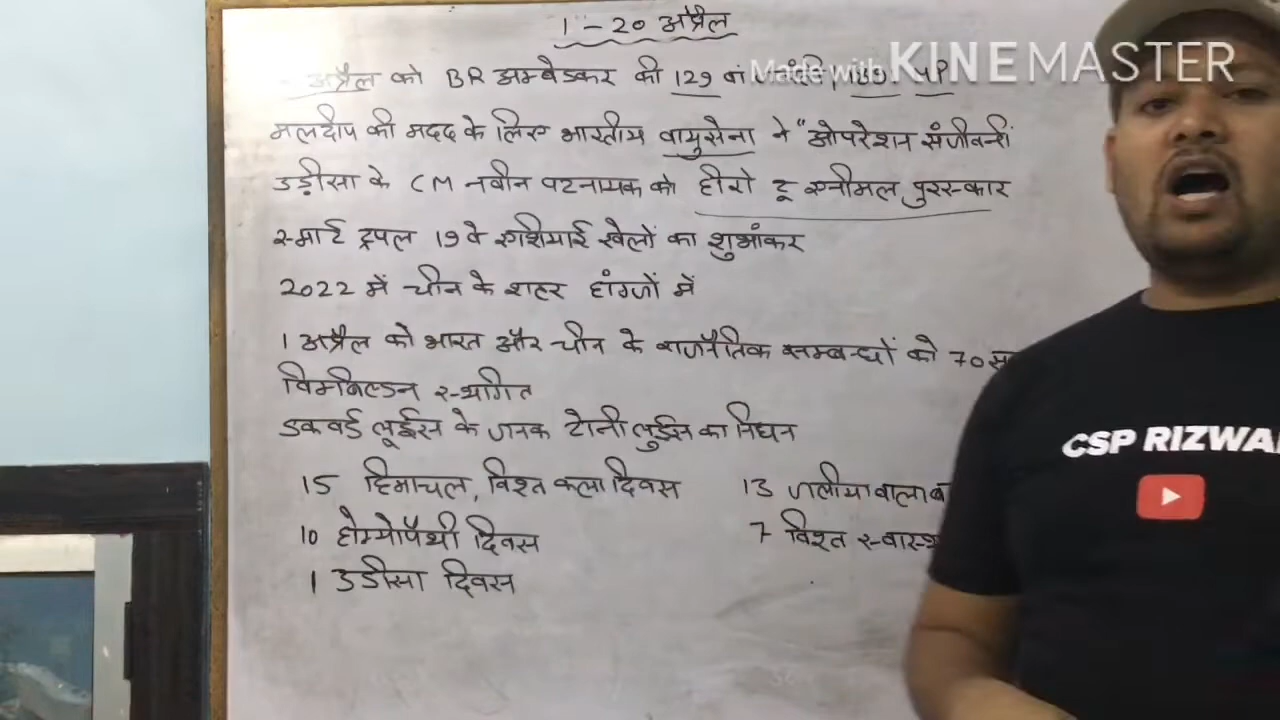 1 - 20 अप्रैल
अप्रैल को BR अम्बेडकर की 129 वां
Made with KINEMASTER
मलदीप की मदद के लिए भारतीय वायुसेना ने "ओपरेशन संजीवनी
उड़ीसा के CM नवीन पटनायक को हीरो टू एनीमल पुरस्कार
स्मार्ट ट्रपल 19 वे एशियाई खेलों का शुभांकर
2022 में चीन के शहर हांग्जों में
1 अप्रैल को भारत और चीन के राजनैतिक सम्बन्धों को 70
विम्बिल्डन स्थगित
डकवर्ड लूईस के जनक टोनी लुईस का निधन
15 हिमाचल, विश्व कला दिवस 13 जलीयावाला
10 होम्योपैथी दिवस 7 विश्व
1 उडीसा दिवस
CSP RIZWA